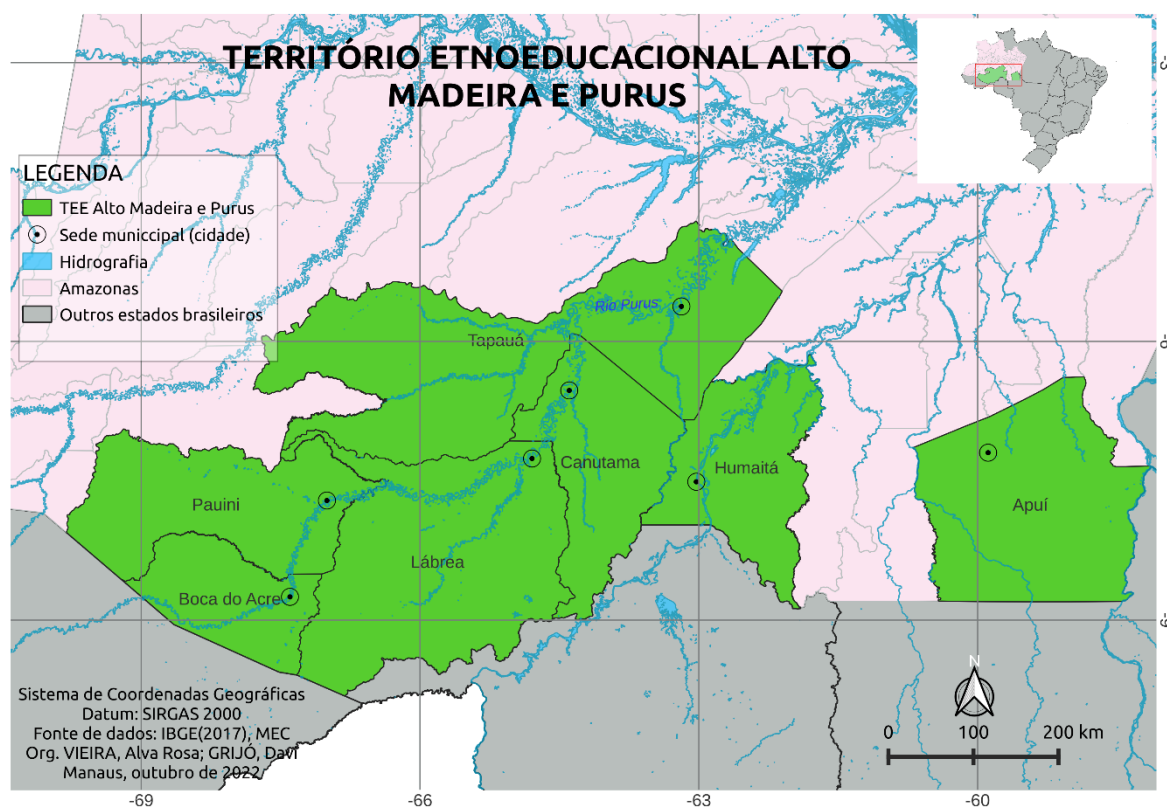 TERRITÓRIO ETNOEDUCACIONAL ALTO
MADEIRA E PURUS
LEGENDA
TEE Alto Madeira e Purus
Sede municcipal (cidade)
Hidrografia
Amazonas
Outros estados brasileiros
Rio Purus
Tapauá
Canutama
Humaitá
Apuí
Pauini
Lábrea
Boca do Acre
Sistema de Coordenadas Geográficas
Datum: SIRGAS 2000
Fonte de dados: IBGE(2017), MEC
Org. VIEIRA, Alva Rosa; GRIJÓ, Davi
Manaus, outubro de 2022
N
0 100 200 km
-69 -66 -63 -60
-9